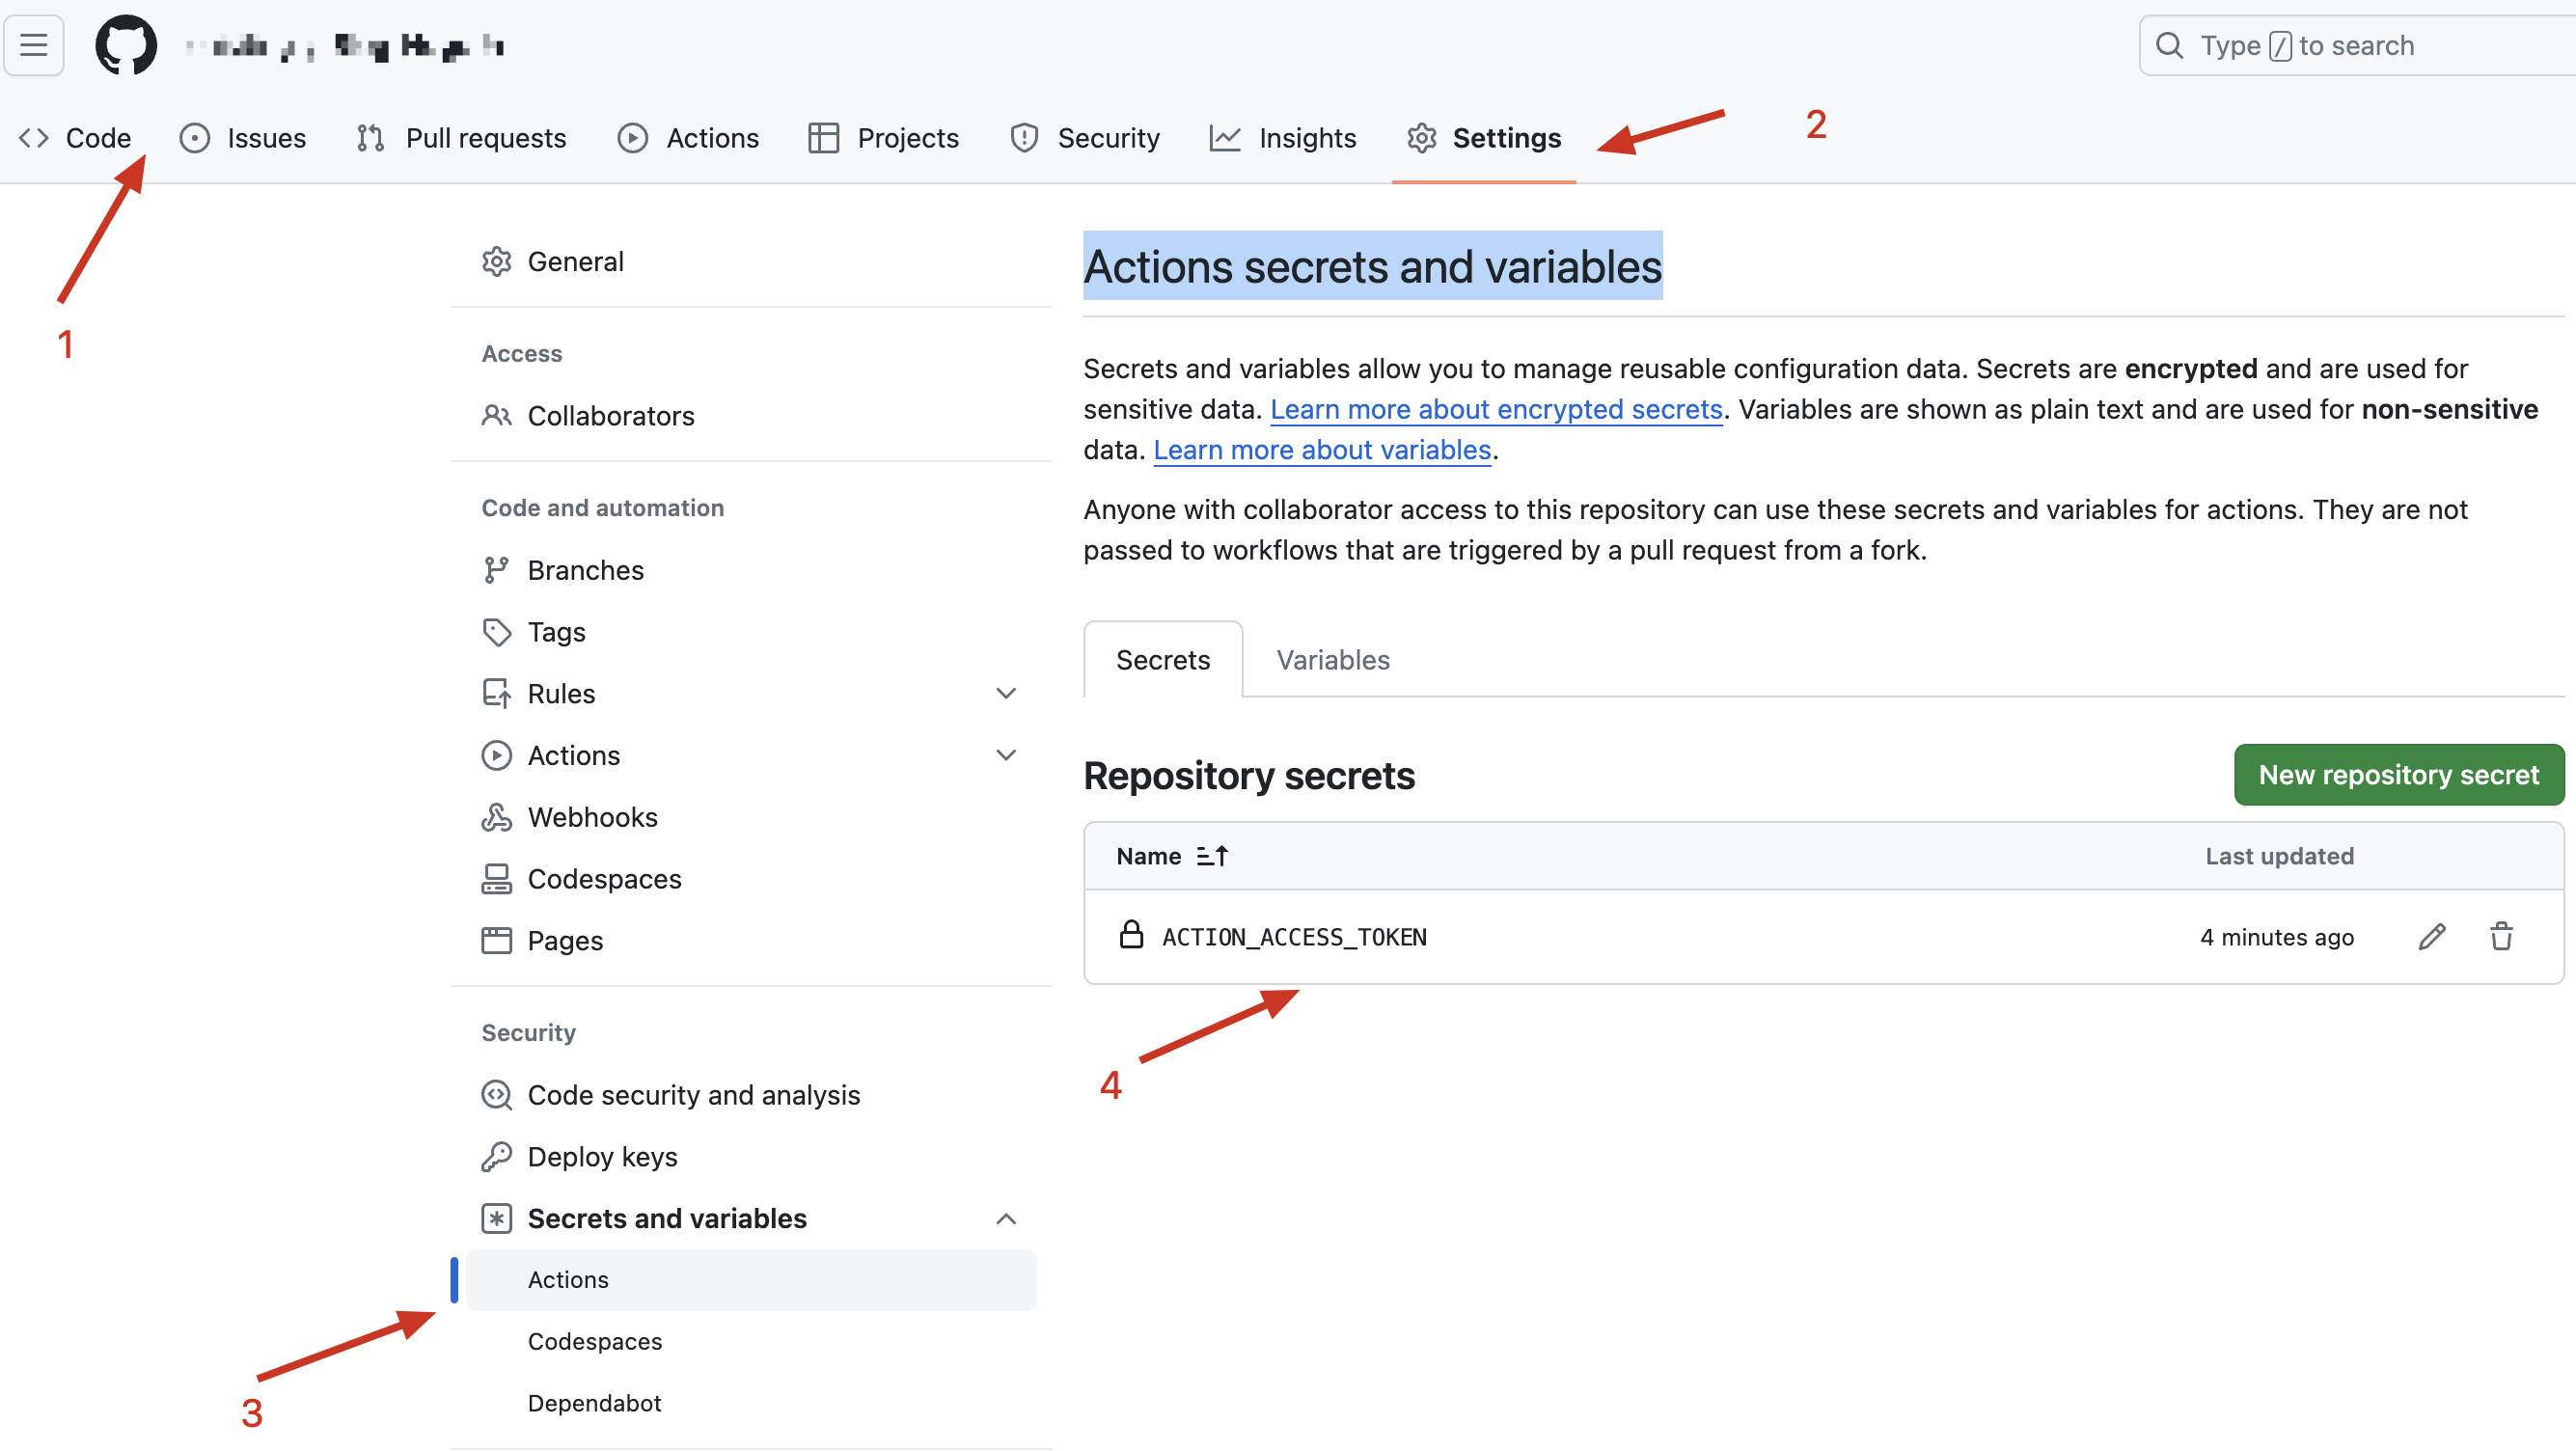 Type / to search
Code
Issues
Pull requests
Actions
Projects
Security
Insights
Settings
2
1
General
Access
Collaborators
Code and automation
Branches
Tags
Rules
Actions
Webhooks
Codespaces
Pages
Security
Code security and analysis
Deploy keys
Secrets and variables
Actions
Codespaces
Dependabot
3
Actions secrets and variables
Secrets and variables allow you to manage reusable configuration data. Secrets are encrypted and are used for
sensitive data. Learn more about encrypted secrets. Variables are shown as plain text and are used for non-sensitive
data. Learn more about variables.
Anyone with collaborator access to this repository can use these secrets and variables for actions. They are not
passed to workflows that are triggered by a pull request from a fork.
Secrets
Variables
Repository secrets
New repository secret
Name
Last updated
ACTION_ACCESS_TOKEN
4 minutes ago
4